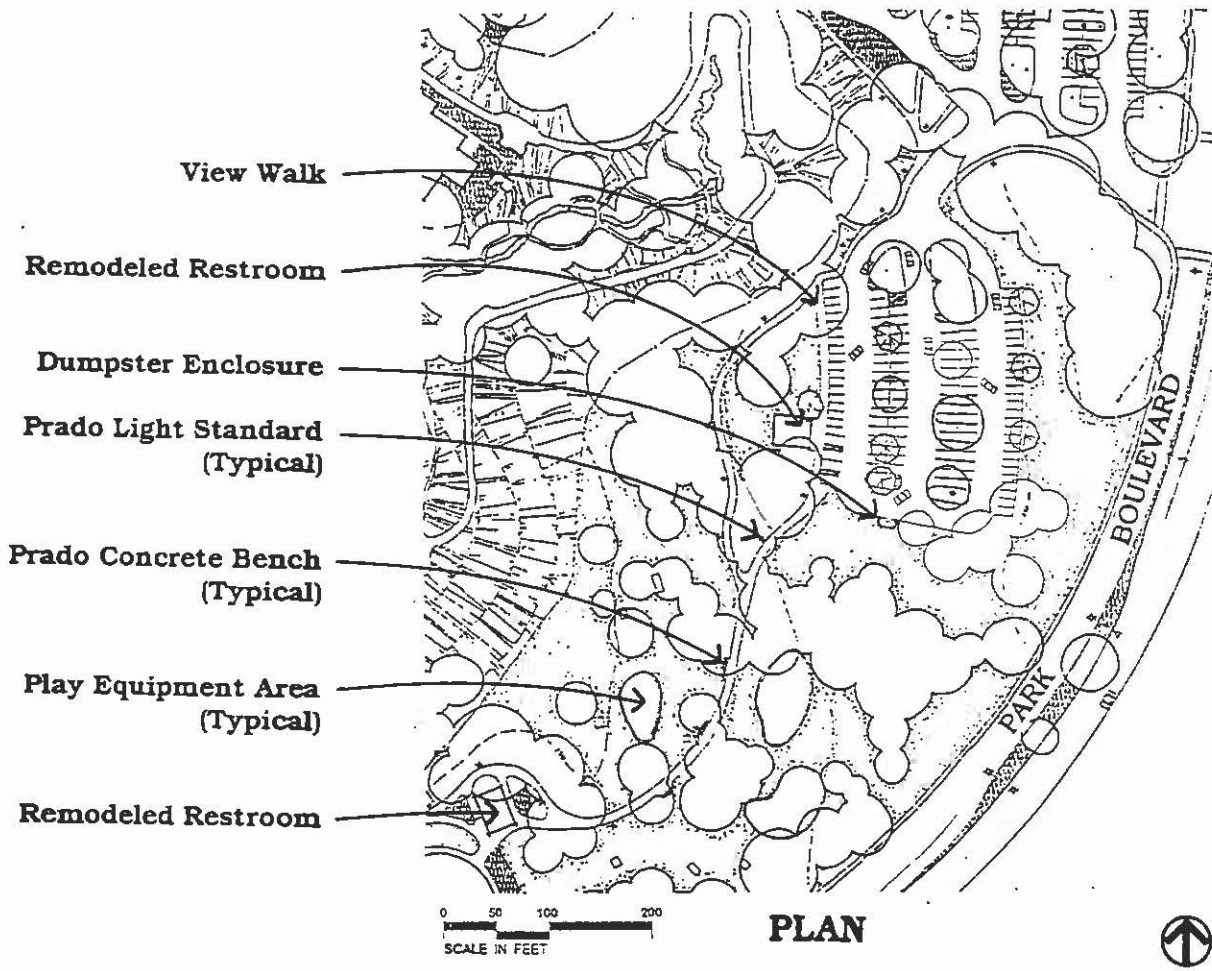 View Walk
Remodeled Restroom
Dumpster Enclosure
Prado Light Standard
(Typical)
Prado Concrete Bench
(Typical)
Play Equipment Area
(Typical)
Remodeled Restroom
PARK BOULEVARD
0 50 100 200
SCALE IN FEET
PLAN